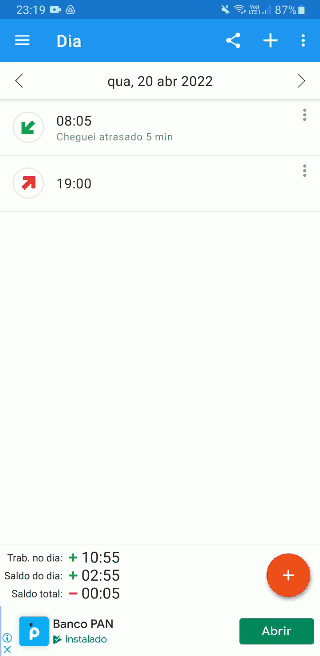 23:19 87%
Dia
qua, 20 abr 2022
08:05
Cheguei atrasado 5 min
19:00
Trab. no dia: + 10:55
Saldo do dia: + 02:55
Saldo total: - 00:05
Banco PAN
Instalado
Abrir